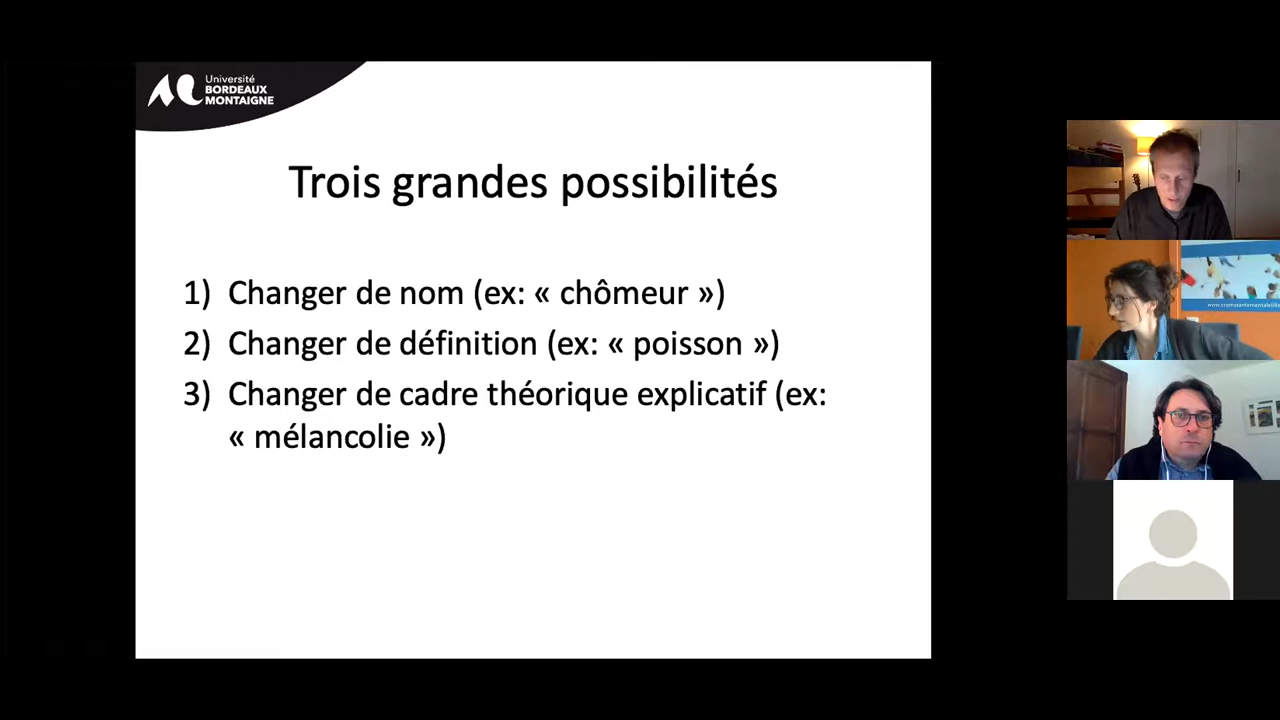 Université
BORDEAUX
MONTAIGNE
Trois grandes possibilités
1) Changer de nom (ex: « chômeur »)
2) Changer de définition (ex: « poisson »)
3) Changer de cadre théorique explicatif (ex:
« mélancolie »)